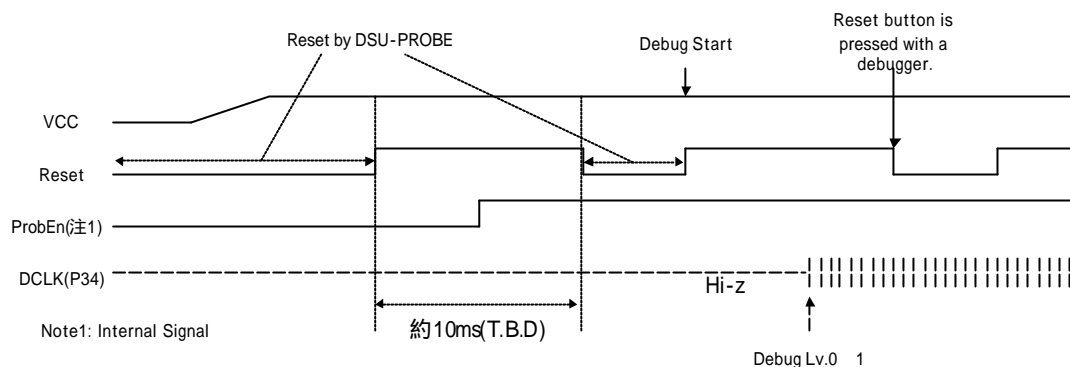 Reset by DSU-PROBE
Debug Start
Reset button is
pressed with a
debugger.
VCC
Reset
ProbEn(注1)
DCLK(P34)
Hi-z
Note1: Internal Signal
約10ms(T.B.D)
Debug Lv.0 1